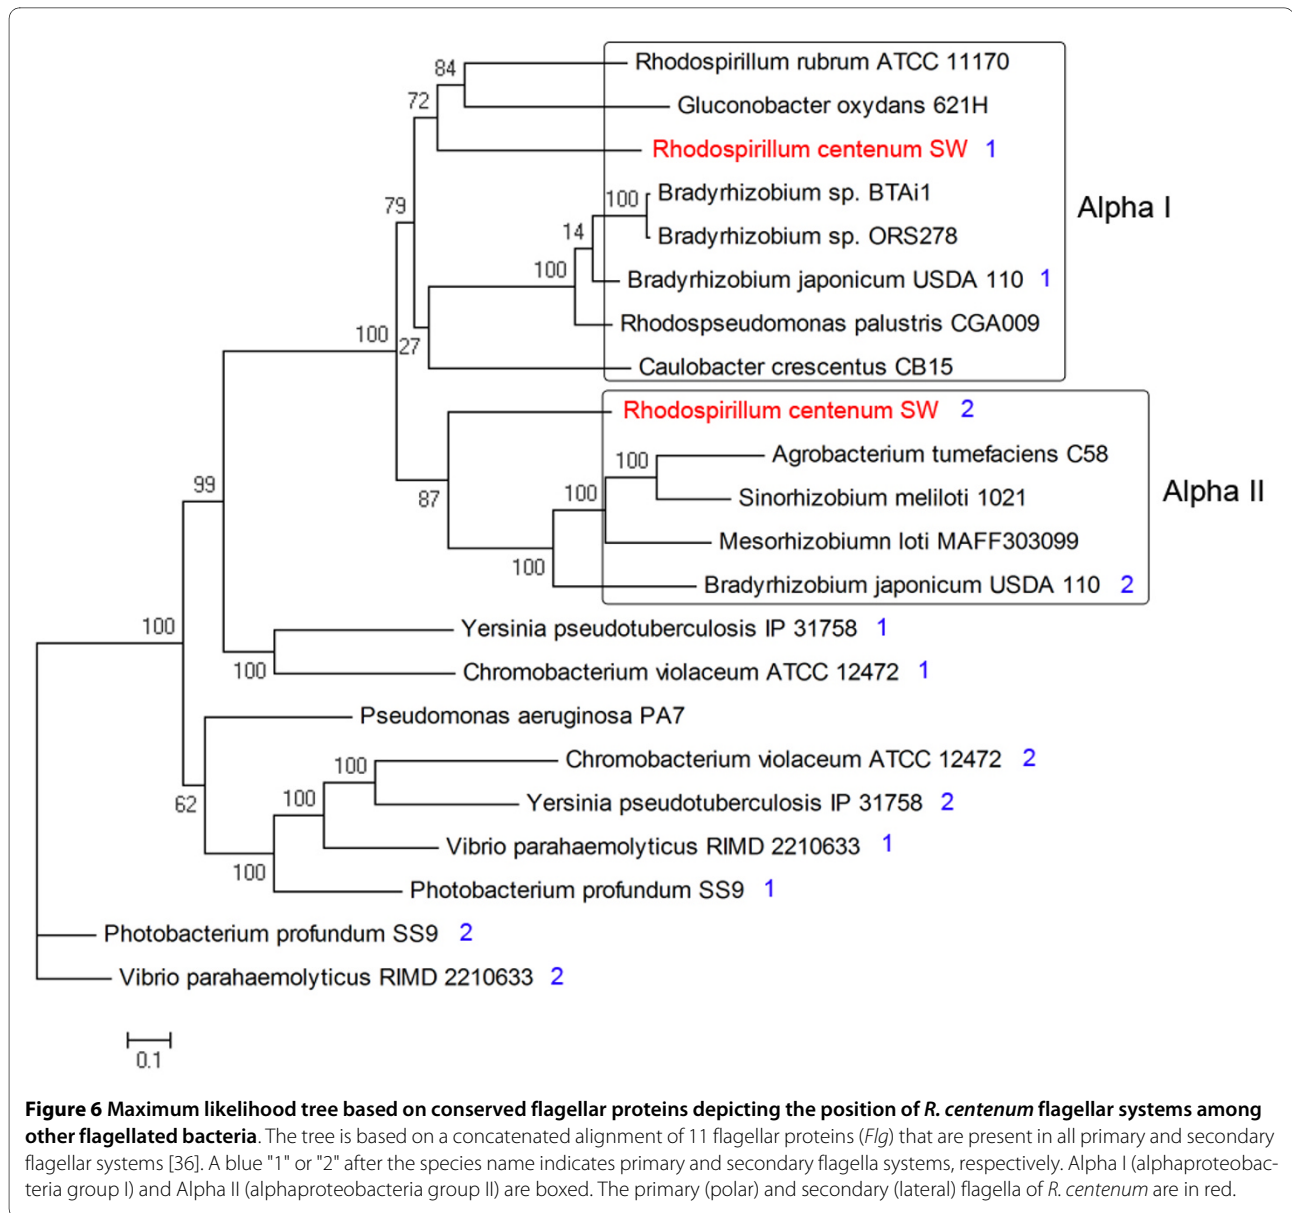 84
Rhodospirillum rubrum ATCC 11170
72
Gluconobacter oxydans 621H
Rhodospirillum centenum SW 1
79
100
Bradyrhizobium sp. BTAi1
Alpha I
14
Bradyrhizobium sp. ORS278
100
Bradyrhizobium japonicum USDA 110 1
Rhodospseudomonas palustris CGA009
100
27
Caulobacter crescentus CB15
Rhodospirillum centenum SW 2
100
Agrobacterium tumefaciens C58
99
87
100
Sinorhizobium meliloti 1021
Alpha II
Mesorhizobiumn loti MAFF303099
100
Bradyrhizobium japonicum USDA 110 2
100
Yersinia pseudotuberculosis IP 31758 1
100
Chromobacterium violaceum ATCC 12472 1
Pseudomonas aeruginosa PA7
100
Chromobacterium violaceum ATCC 12472 2
62
100
Yersinia pseudotuberculosis IP 31758 2
Vibrio parahaemolyticus RIMD 2210633 1
100
Photobacterium profundum SS9 1
Photobacterium profundum SS9 2
Vibrio parahaemolyticus RIMD 2210633 2
0.1
Figure 6 Maximum likelihood tree based on conserved flagellar proteins depicting the position of R. centenum flagellar systems among
other flagellated bacteria. The tree is based on a concatenated alignment of 11 flagellar proteins (Flg) that are present in all primary and secondary
flagellar systems [36]. A blue "1" or "2" after the species name indicates primary and secondary flagella systems, respectively. Alpha I (alphaproteobac-
teria group I) and Alpha II (alphaproteobacteria group II) are boxed. The primary (polar) and secondary (lateral) flagella of R. centenum are in red.